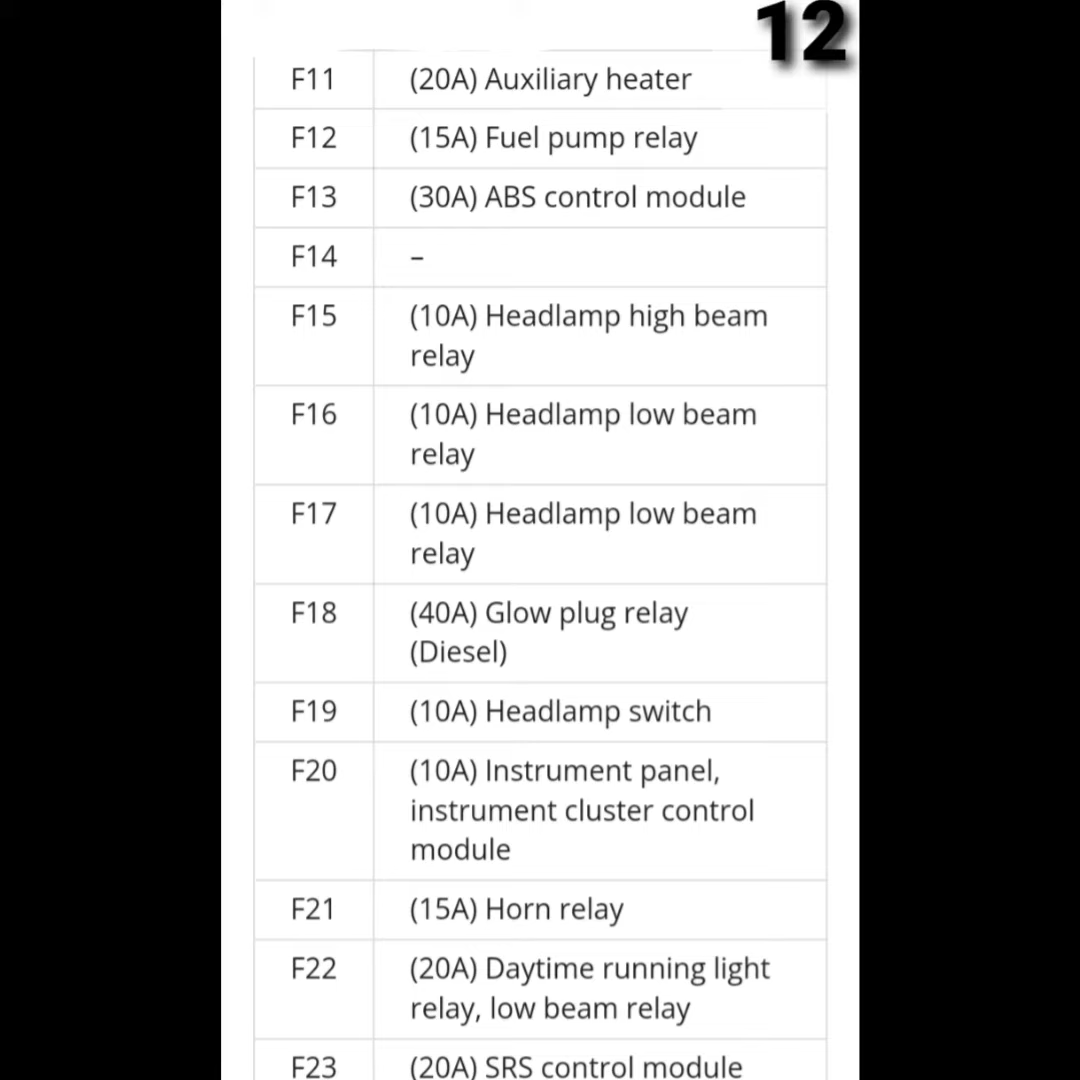 12
F11 (20A) Auxiliary heater
F12 (15A) Fuel pump relay
F13 (30A) ABS control module
F14 –
F15 (10A) Headlamp high beam
relay
F16 (10A) Headlamp low beam
relay
F17 (10A) Headlamp low beam
relay
F18 (40A) Glow plug relay
(Diesel)
F19 (10A) Headlamp switch
F20 (10A) Instrument panel,
instrument cluster control
module
F21 (15A) Horn relay
F22 (20A) Daytime running light
relay, low beam relay
F23 (20A) SRS control module